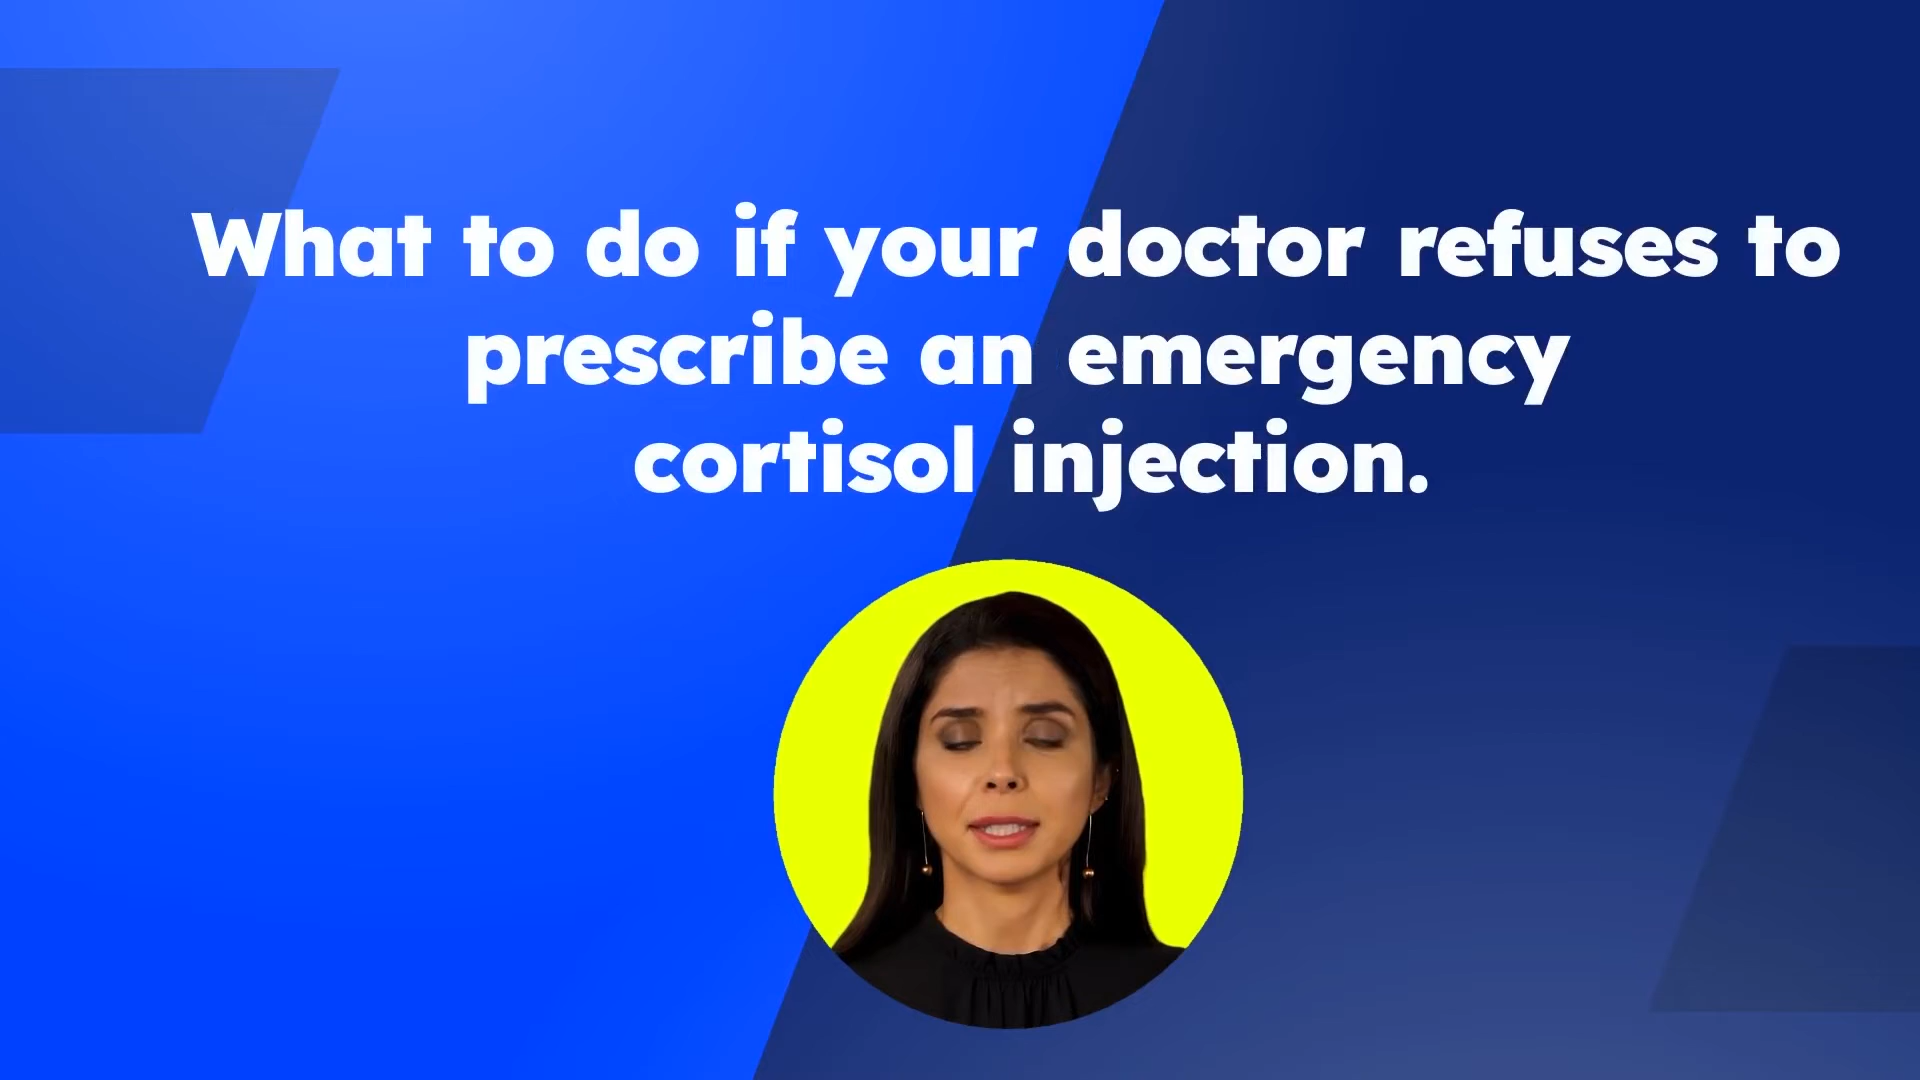 What to do if your doctor refuses to
prescribe an emergency
cortisol injection.